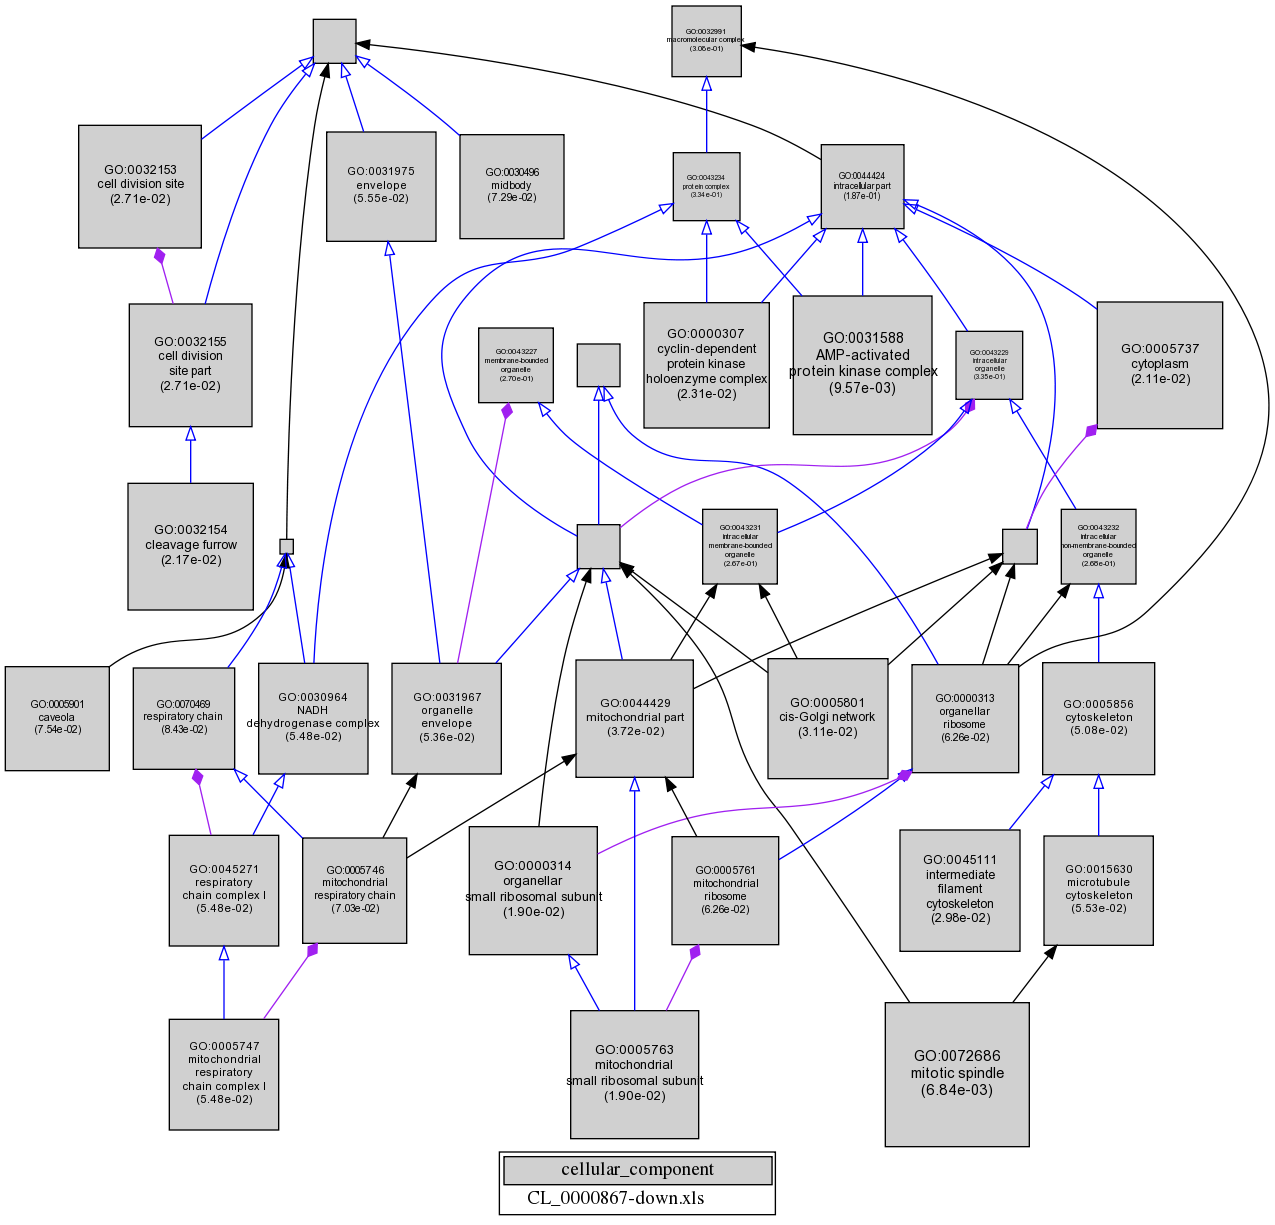 GO:0032991
macromolecular complex
(3.06e-01)
GO:0032153
cell division site
(2.71e-02)
GO:0031975
envelope
(5.55e-02)
GO:0030496
midbody
(7.29e-02)
GO:0043234
protein complex
(3.34e-01)
GO:0044424
intracellular part
(1.87e-01)
GO:0032155
cell division
site part
(2.71e-02)
GO:0043227
membrane-bounded
organelle
(2.70e-01)
GO:0000307
cyclin-dependent
protein kinase
holoenzyme complex
(2.31e-02)
GO:0031588
AMP-activated
protein kinase complex
(9.57e-03)
GO:0043229
intracellular
organelle
(3.35e-01)
GO:0005737
cytoplasm
(2.11e-02)
GO:0032154
cleavage furrow
(2.17e-02)
GO:0043231
intracellular
membrane-bounded
organelle
(2.67e-01)
GO:0043232
intracellular
non-membrane-bounded
organelle
(2.68e-01)
GO:0005901
caveola
(7.54e-02)
GO:0070469
respiratory chain
(8.43e-02)
GO:0030964
NADH
dehydrogenase complex
(5.48e-02)
GO:0031967
organelle
envelope
(5.36e-02)
GO:0044429
mitochondrial part
(3.72e-02)
GO:0005801
cis-Golgi network
(3.11e-02)
GO:0000313
organellar
ribosome
(6.26e-02)
GO:0005856
cytoskeleton
(5.08e-02)
GO:0045271
respiratory
chain complex I
(5.48e-02)
GO:0005746
mitochondrial
respiratory chain
(7.03e-02)
GO:0000314
organellar
small ribosomal subunit
(1.90e-02)
GO:0005761
mitochondrial
ribosome
(6.26e-02)
GO:0045111
intermediate
filament
cytoskeleton
(2.98e-02)
GO:0015630
microtubule
cytoskeleton
(5.53e-02)
GO:0005747
mitochondrial
respiratory
chain complex I
(5.48e-02)
GO:0005763
mitochondrial
small ribosomal subunit
(1.90e-02)
GO:0072686
mitotic spindle
(6.84e-03)
cellular_component
CL_0000867-down.xls